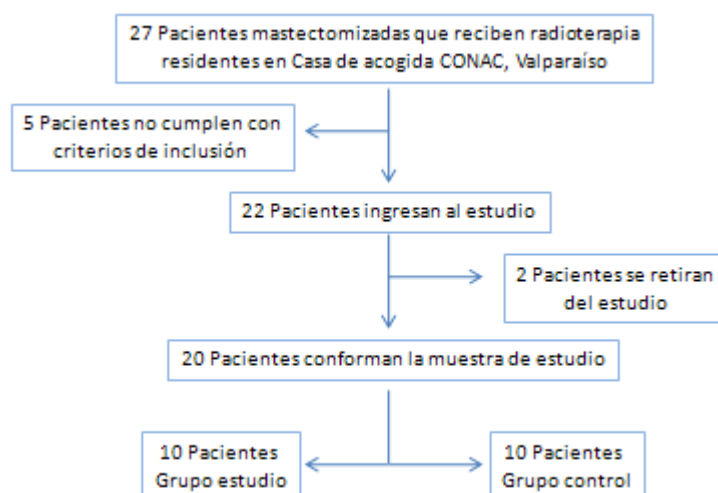 27 Pacientes mastectomizadas que reciben radioterapia
residentes en Casa de acogida CONAC, Valparaíso
5 Pacientes no cumplen con
criterios de inclusión
22 Pacientes ingresan al estudio
2 Pacientes se retiran
del estudio
20 Pacientes conforman la muestra de estudio
10 Pacientes
Grupo estudio
10 Pacientes
Grupo control